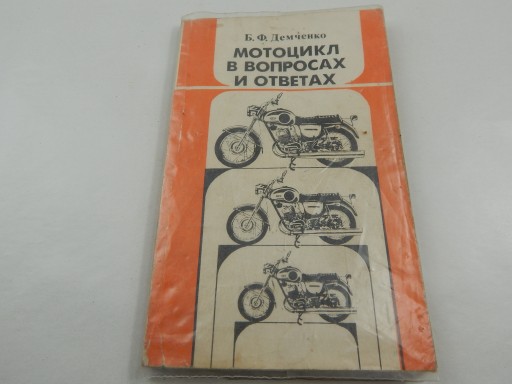 Б. Ф. Демченко
МОТОЦИКЛ
В ВОПРОСАХ
И ОТВЕТАХ